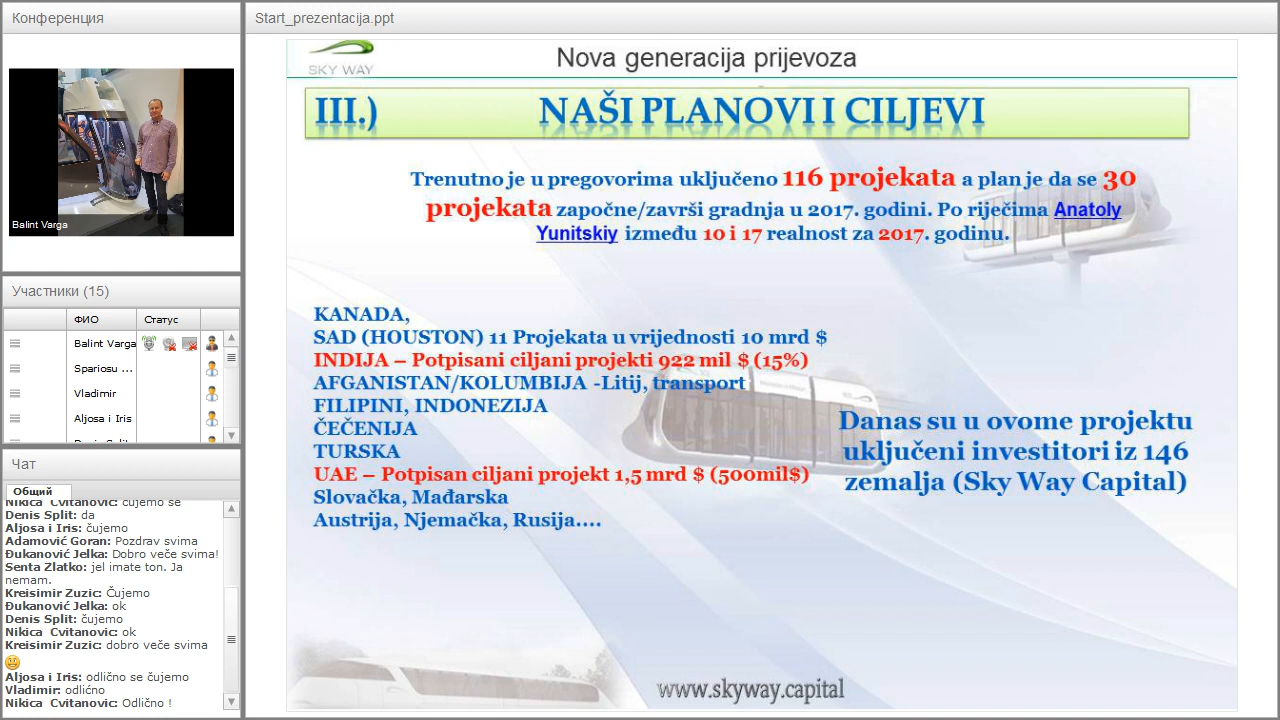 Конференция
Balint Varga
Участники (15)
ФИО
Статус
Balint Varga
Spariosu ...
Vladimir
Aljosa i Iris
Чат
Общий
Nikica Cvitanovic: čujemo se
Denis Split: da
Aljosa i Iris: čujemo
Adamović Goran: Pozdrav svima
Đukanović Jelka: Dobro veče svima!
Senta Zlatko: jel imate ton. Ja
nemam.
Kreisimir Zuzic: Čujemo
Đukanović Jelka: ok
Denis Split: čujemo
Nikica Cvitanovic: ok
Kreisimir Zuzic: dobro veče svima
Aljosa i Iris: odlično se čujemo
Vladimir: odlićno
Nikica Cvitanovic: Odlično !
Start_prezentacija.ppt
SKY WAY
Nova generacija prijevoza
III.) NAŠI PLANOVI I CILJEVI
Trenutno je u pregovorima uključeno 116 projekata a plan je da se 30
projekata započne/završi gradnja u 2017. godini. Po riječima Anatoly
Yunitskiy između 10 i 17 realnost za 2017. godinu.
KANADA,
SAD (HOUSTON) 11 Projekata u vrijednosti 10 mrd $
INDIJA – Potpisani ciljani projekti 922 mil $ (15%)
AFGANISTAN/KOLUMBIJA -Litij, transport
FILIPINI, INDONEZIJA
ČEČENIJA
TURSKA
UAE – Potpisan ciljani projekt 1,5 mrd $ (500mil$)
Slovačka, Mađarska
Austrija, Njemačka, Rusija....
Danas su u ovome projektu
uključeni investitori iz 146
zemalja (Sky Way Capital)
www.skyway.capital